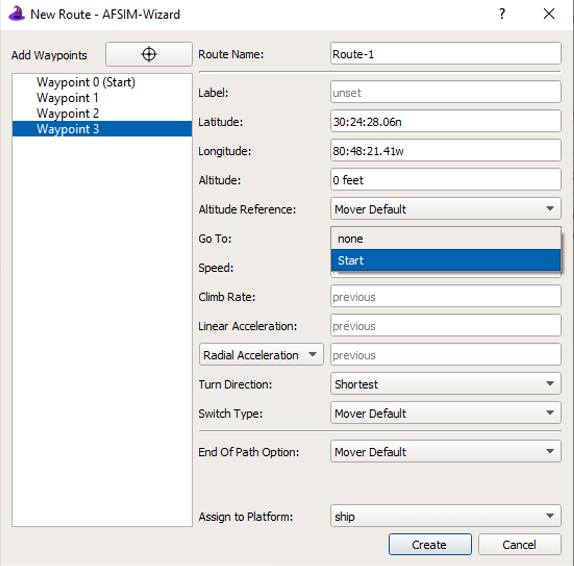 New Route - AFSIM-Wizard
?
Add Waypoints
Waypoint 0 (Start)
Waypoint 1
Waypoint 2
Waypoint 3
Route Name: Route-1
Label: unset
Latitude: 30:24:28.06n
Longitude: 80:48:21.41w
Altitude: 0 feet
Altitude Reference: Mover Default
Go To:
none
Start
Speed:
Climb Rate: previous
Linear Acceleration: previous
Radial Acceleration previous
Turn Direction: Shortest
Switch Type: Mover Default
End Of Path Option: Mover Default
Assign to Platform: ship
Create
Cancel